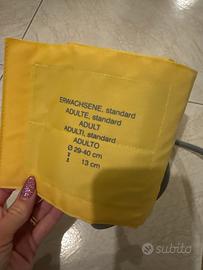 ERWACHSENE, standard
ADULTE, standard
ADULT
ADULTI, standard
ADULTO
Ø 29-40 cm
13 cm
subito